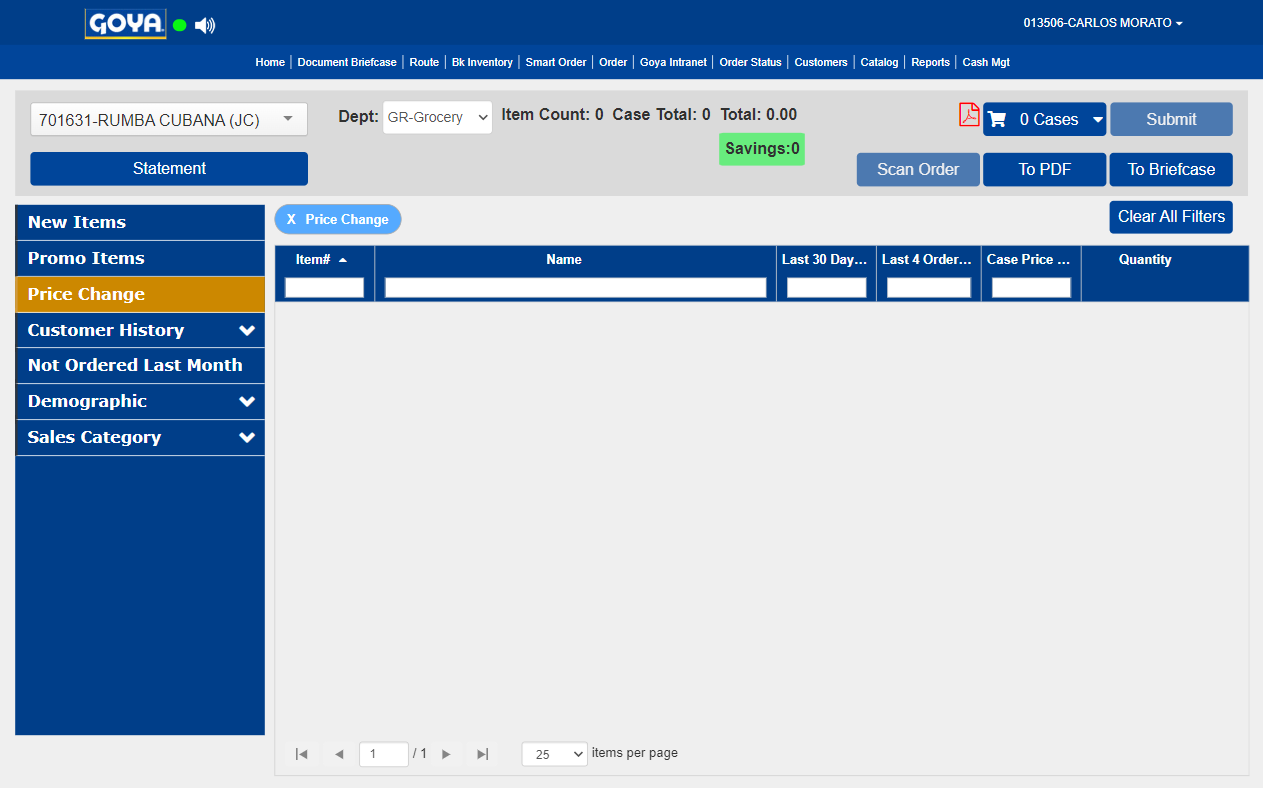 GOYA
013506-CARLOS MORATO
Home Document Briefcase Route Bk Inventory Smart Order Order Goya Intranet Order Status Customers Catalog Reports Cash Mgt
701631-RUMBA CUBANA (JC)
Dept: GR-Grocery
Item Count: 0 Case Total: 0 Total: 0.00
Savings:0
0 Cases
Submit
Statement
Scan Order
To PDF
To Briefcase
New Items
Promo Items
Price Change
Customer History
Not Ordered Last Month
Demographic
Sales Category
X Price Change
Clear All Filters
Item# Name Last 30 Day... Last 4 Order... Case Price ... Quantity
1 / 1 25 items per page